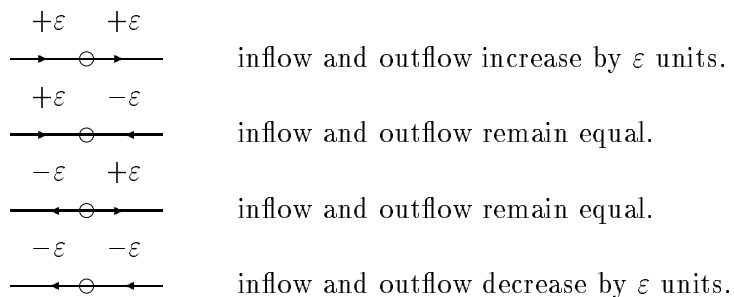 +ε +ε
inflow and outflow increase by ε units.
+ε −ε
inflow and outflow remain equal.
−ε +ε
inflow and outflow remain equal.
−ε −ε
inflow and outflow decrease by ε units.